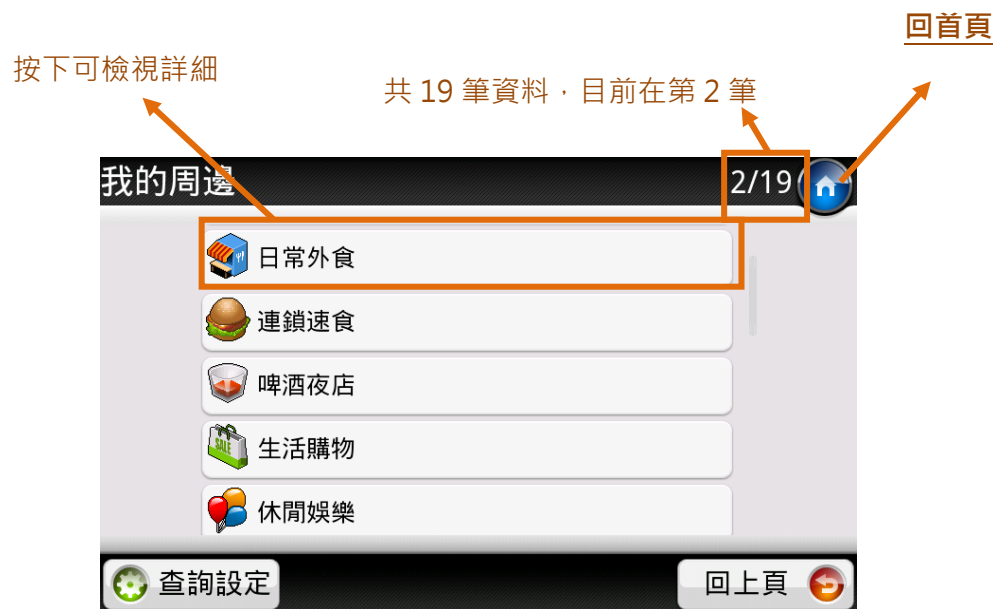 回首頁
按下可檢視詳細
共 19 筆資料，目前在第 2 筆
我的周邊
2/19
日常外食
連鎖速食
啤酒夜店
SALE
生活購物
休閒娛樂
查詢設定
回上頁